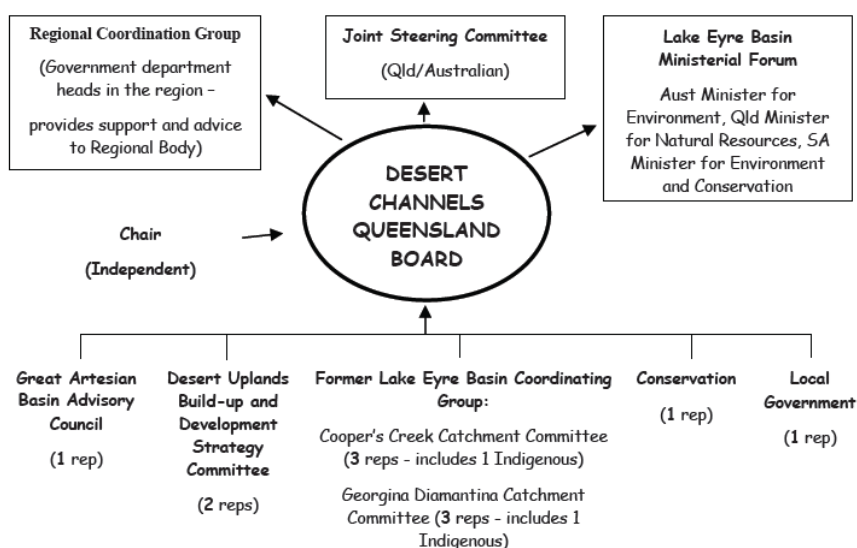 Regional Coordination Group
(Government department
heads in the region –
provides support and advice
to Regional Body)
Joint Steering Committee
(Qld/Australian)
Lake Eyre Basin
Ministerial Forum
Aust Minister for
Environment, Qld Minister
for Natural Resources, SA
Minister for Environment
and Conservation
DESERT
CHANNELS
QUEENSLAND
BOARD
Chair
(Independent)
Great Artesian
Basin Advisory
Council
(1 rep)
Desert Uplands
Build-up and
Development
Strategy
Committee
(2 reps)
Former Lake Eyre Basin Coordinating
Group:
Cooper's Creek Catchment Committee
(3 reps - includes 1 Indigenous)
Georgina Diamantina Catchment
Committee (3 reps - includes 1
Indigenous)
Conservation
(1 rep)
Local
Government
(1 rep)